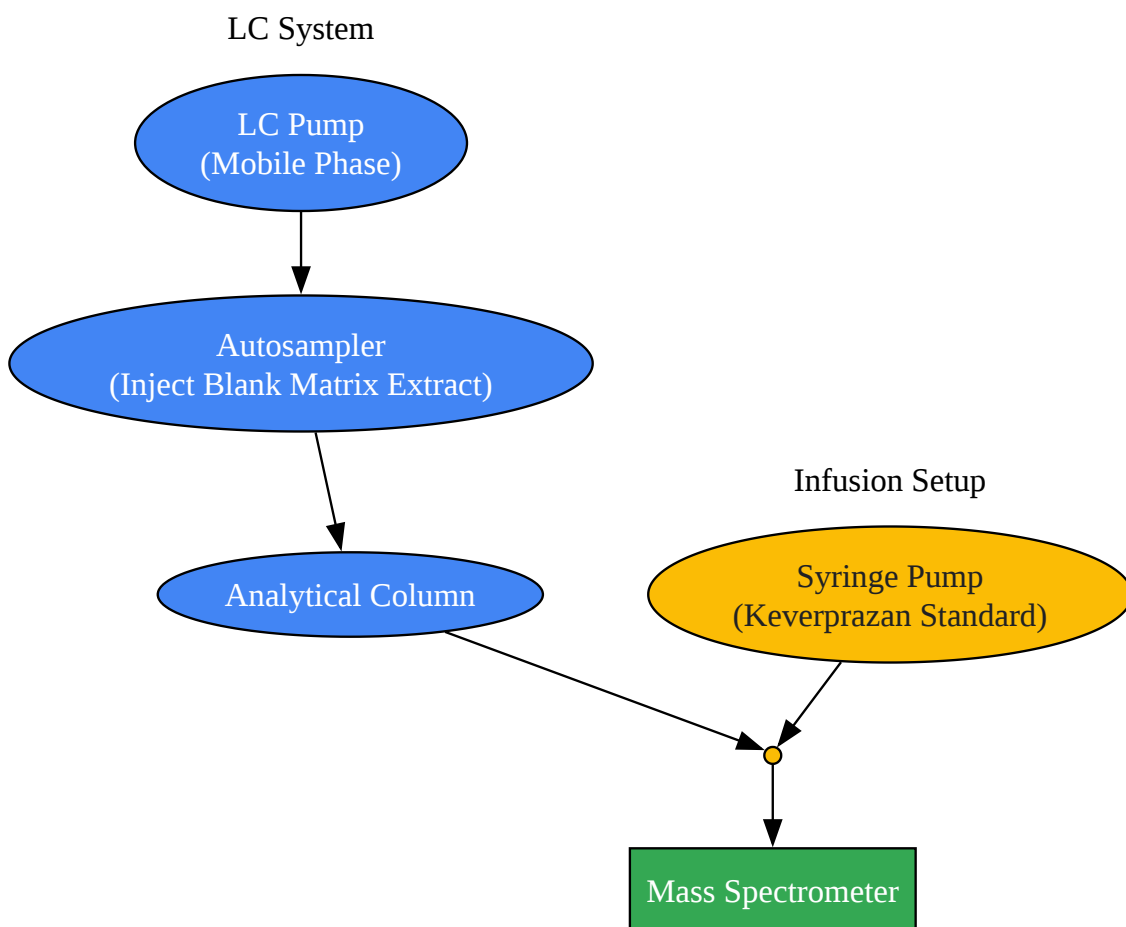 LC System
LC Pump
(Mobile Phase)
Autosampler
(Inject Blank Matrix Extract)
Infusion Setup
Analytical Column
Syringe Pump
(Keverprazan Standard)
Mass Spectrometer